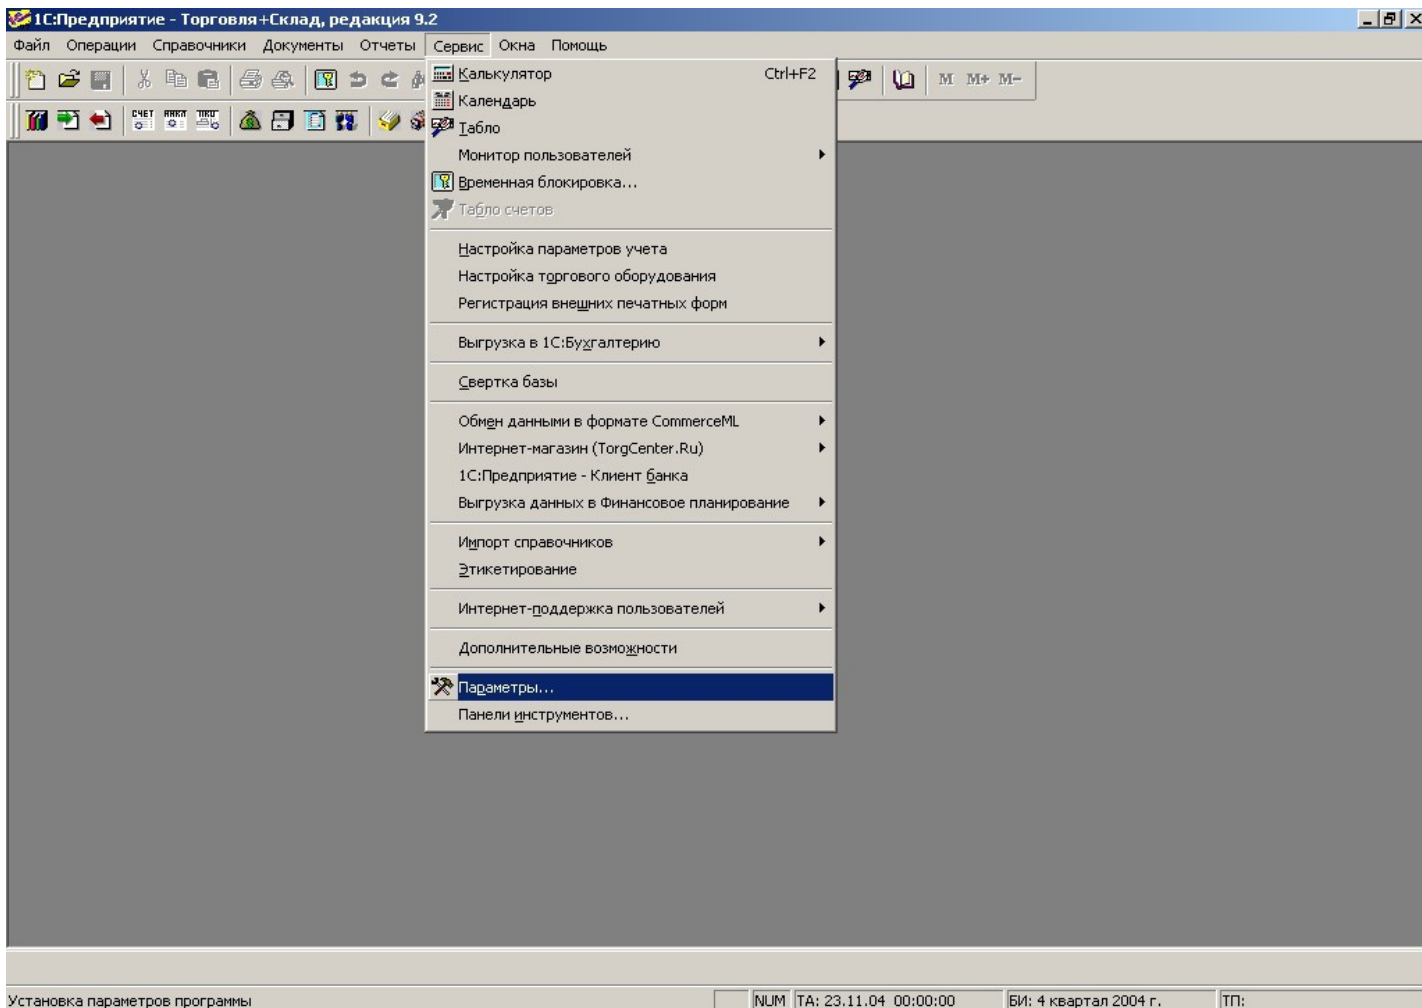 1С:Предприятие - Торговля+Склад, редакция 9.2
Файл Операции Справочники Документы Отчеты Сервис Окна Помощь
M M+ M-
СЧЕТ
Калькулятор Ctrl+F2
Календарь
Табло
Монитор пользователей
Временная блокировка...
Табло счетов
Настройка параметров учета
Настройка торгового оборудования
Регистрация внешних печатных форм
Выгрузка в 1С:Бухгалтерию
Свертка базы
Обмен данными в формате CommerceML
Интернет-магазин (TorgCenter.Ru)
1С:Предприятие - Клиент банка
Выгрузка данных в Финансовое планирование
Импорт справочников
Этикетирование
Интернет-поддержка пользователей
Дополнительные возможности
Параметры...
Панели инструментов...
Установка параметров программы NUM ТА: 23.11.04 00:00:00 БИ: 4 квартал 2004 г. ТП: